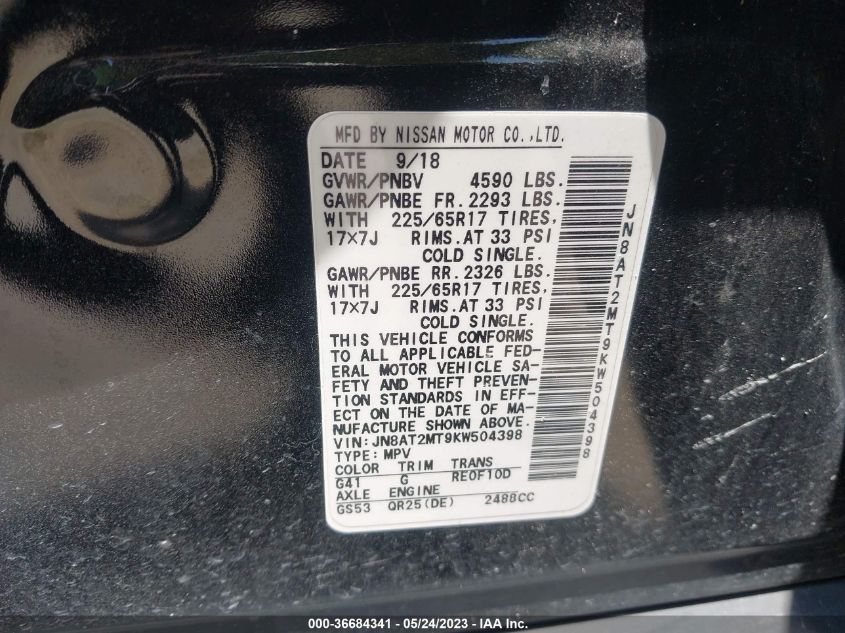 MFD BY NISSAN MOTOR CO.,LTD.
DATE 9/18
GVWR/PNBV 4590 LBS.
GAWR/PNBE FR. 2293 LBS.
WITH 225/65R17 TIRES,
17×7J RIMS. AT 33 PSI
COLD SINGLE.
GAWR/PNBE RR. 2326 LBS.
WITH 225/65R17 TIRES,
17×7J RIMS. AT 33 PSI
COLD SINGLE.
THIS VEHICLE CONFORMS
TO ALL APPLICABLE FED-
ERAL MOTOR VEHICLE SA-
FETY AND THEFT PREVEN-
TION STANDARDS IN EFF-
ECT ON THE DATE OF MA-
NUFACTURE SHOWN ABOVE.
VIN:JN8AT2MT9KW504398
TYPE: MPV
COLOR TRIM TRANS
G41 G RE0F10D
AXLE ENGINE
GS53 QR25(DE) 2488CC
JN8AT2MT9KW504398
000-36684341 / 05/24/2023 - IAA Inc.